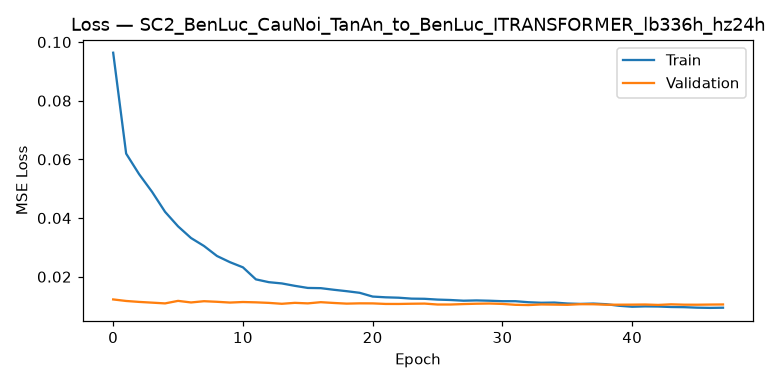 Loss — SC2_BenLuc_CauNoi_TanAn_to_BenLuc_ITRANSFORMER_lb336h_hz24h
0.10
0.08
0.06
0.04
0.02
MSE Loss
Train
Validation
0
10
20
30
40
Epoch